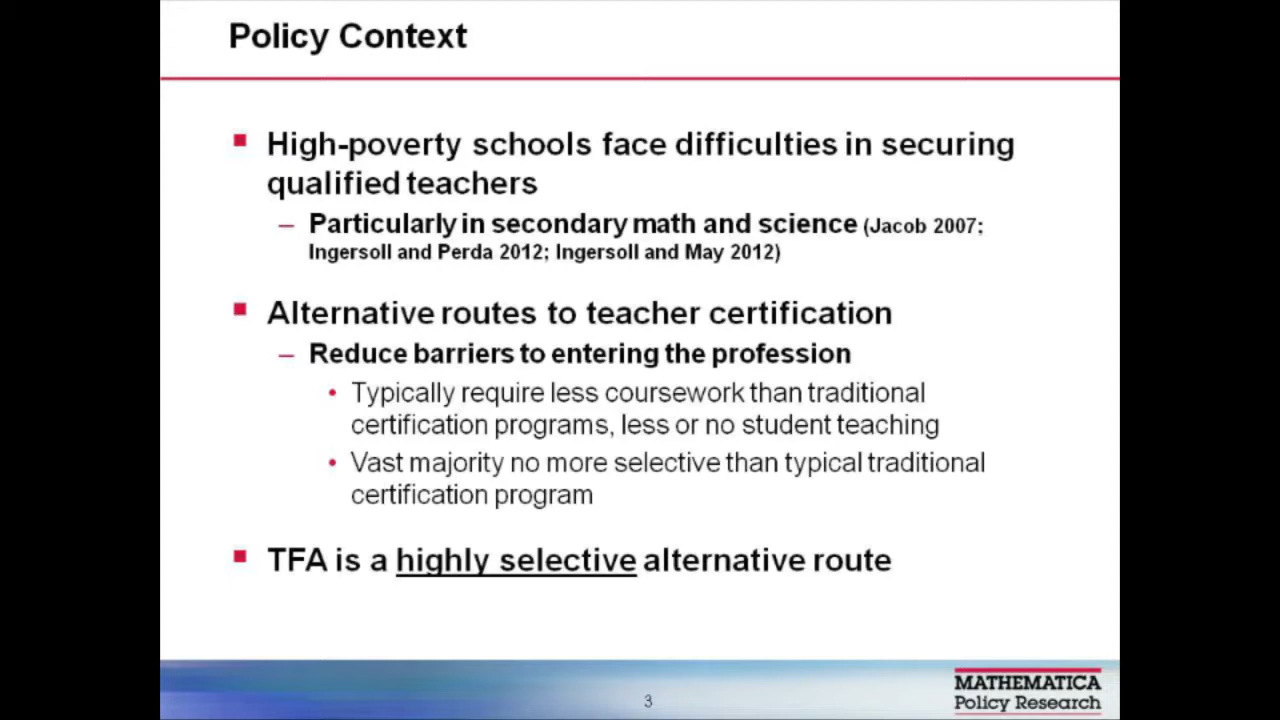 Policy Context
High-poverty schools face difficulties in securing
qualified teachers
– Particularly in secondary math and science (Jacob 2007;
Ingersoll and Perda 2012; Ingersoll and May 2012)
Alternative routes to teacher certification
– Reduce barriers to entering the profession
• Typically require less coursework than traditional
certification programs, less or no student teaching
• Vast majority no more selective than typical traditional
certification program
TFA is a highly selective alternative route
3
MATHEMATICA
Policy Research